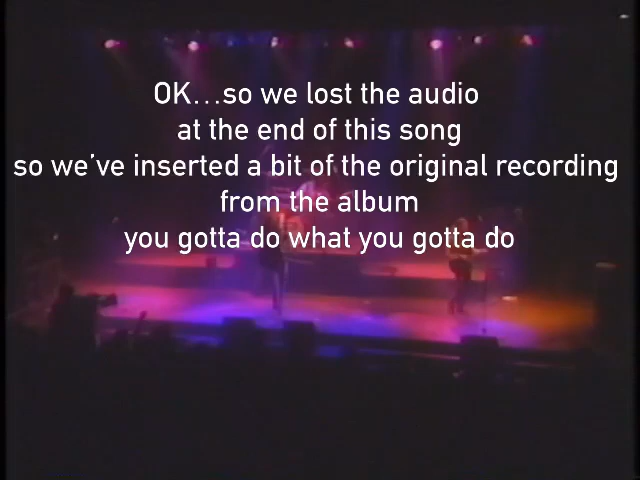 OK...so we lost the audio
at the end of this song
so we've inserted a bit of the original recording
from the album
you gotta do what you gotta do